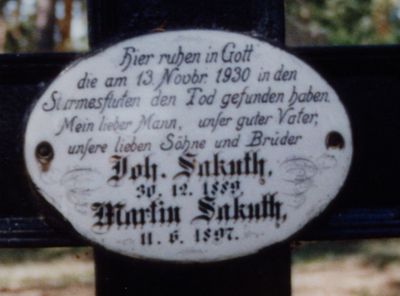 Hier ruhen in Gott
die am 13. Novbr. 1930 in den
Sturmesfluten den Tod gefunden haben.
Mein lieber Mann, unser guter Vater,
unsere lieben Söhne und Brüder
Joh. Sakuth,
30. 12. 1889.
Martin Sakuth,
11. 6. 1897.